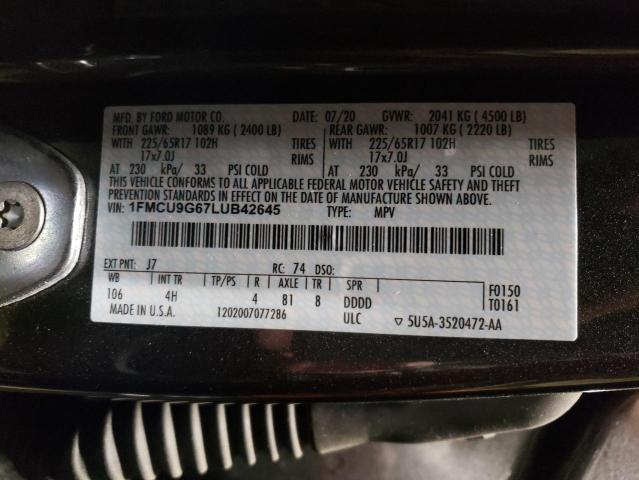 MFD. BY FORD MOTOR CO. 07/20 GVWR: 2041 KG ( 4500 LB)
FRONT GAWR: 1089 KG ( 2400 LB) REAR GAWR: 1007 KG ( 2220 LB)
WITH 225/65R17 102H TIRES WITH 225/65R17 102H TIRES
17x7.0J RIMS 17x7.0J RIMS
AT 230 kPa/ 33 PSI COLD AT 230 kPa/ 33 PSI COLD
THIS VEHICLE CONFORMS TO ALL APPLICABLE FEDERAL MOTOR VEHICLE SAFETY AND THEFT
PREVENTION STANDARDS IN EFFECT ON THE DATE OF MANUFACTURE SHOWN ABOVE.
VIN: 1FMCU9G67LUB42645 TYPE: MPV
EXT PNT: J7 RC: 74 DSO:
WB INT TR TP/PS R AXLE TR SPR F0150
106 4H 4 81 8 DDDD T0161
MADE IN U.S.A. 1202007077286 ULC ▽ 5U5A-3520472-AA